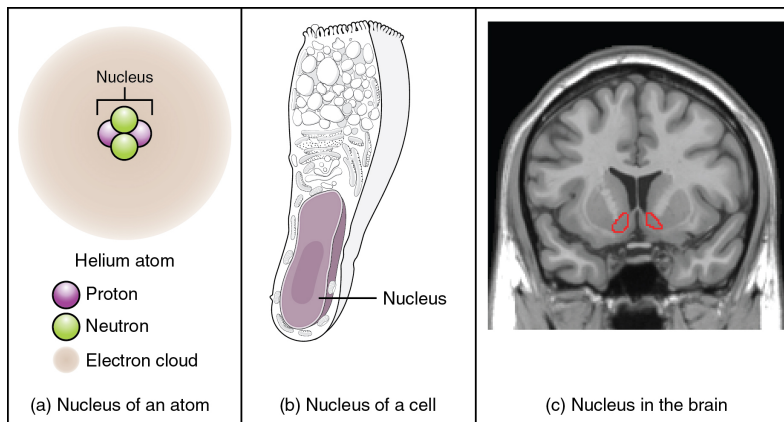 Nucleus
Helium atom
Proton
Neutron
Electron cloud
(a) Nucleus of an atom
Nucleus
(b) Nucleus of a cell
(c) Nucleus in the brain